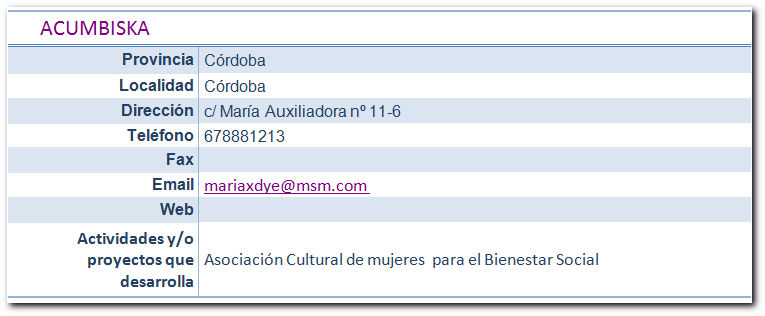 ACUMBISKA
Provincia Córdoba
Localidad Córdoba
Dirección c/ María Auxiliadora nº 11-6
Teléfono 678881213
Fax
Email mariaxdye@msm.com
Web
Actividades y/o
proyectos que
desarrolla
Asociación Cultural de mujeres para el Bienestar Social